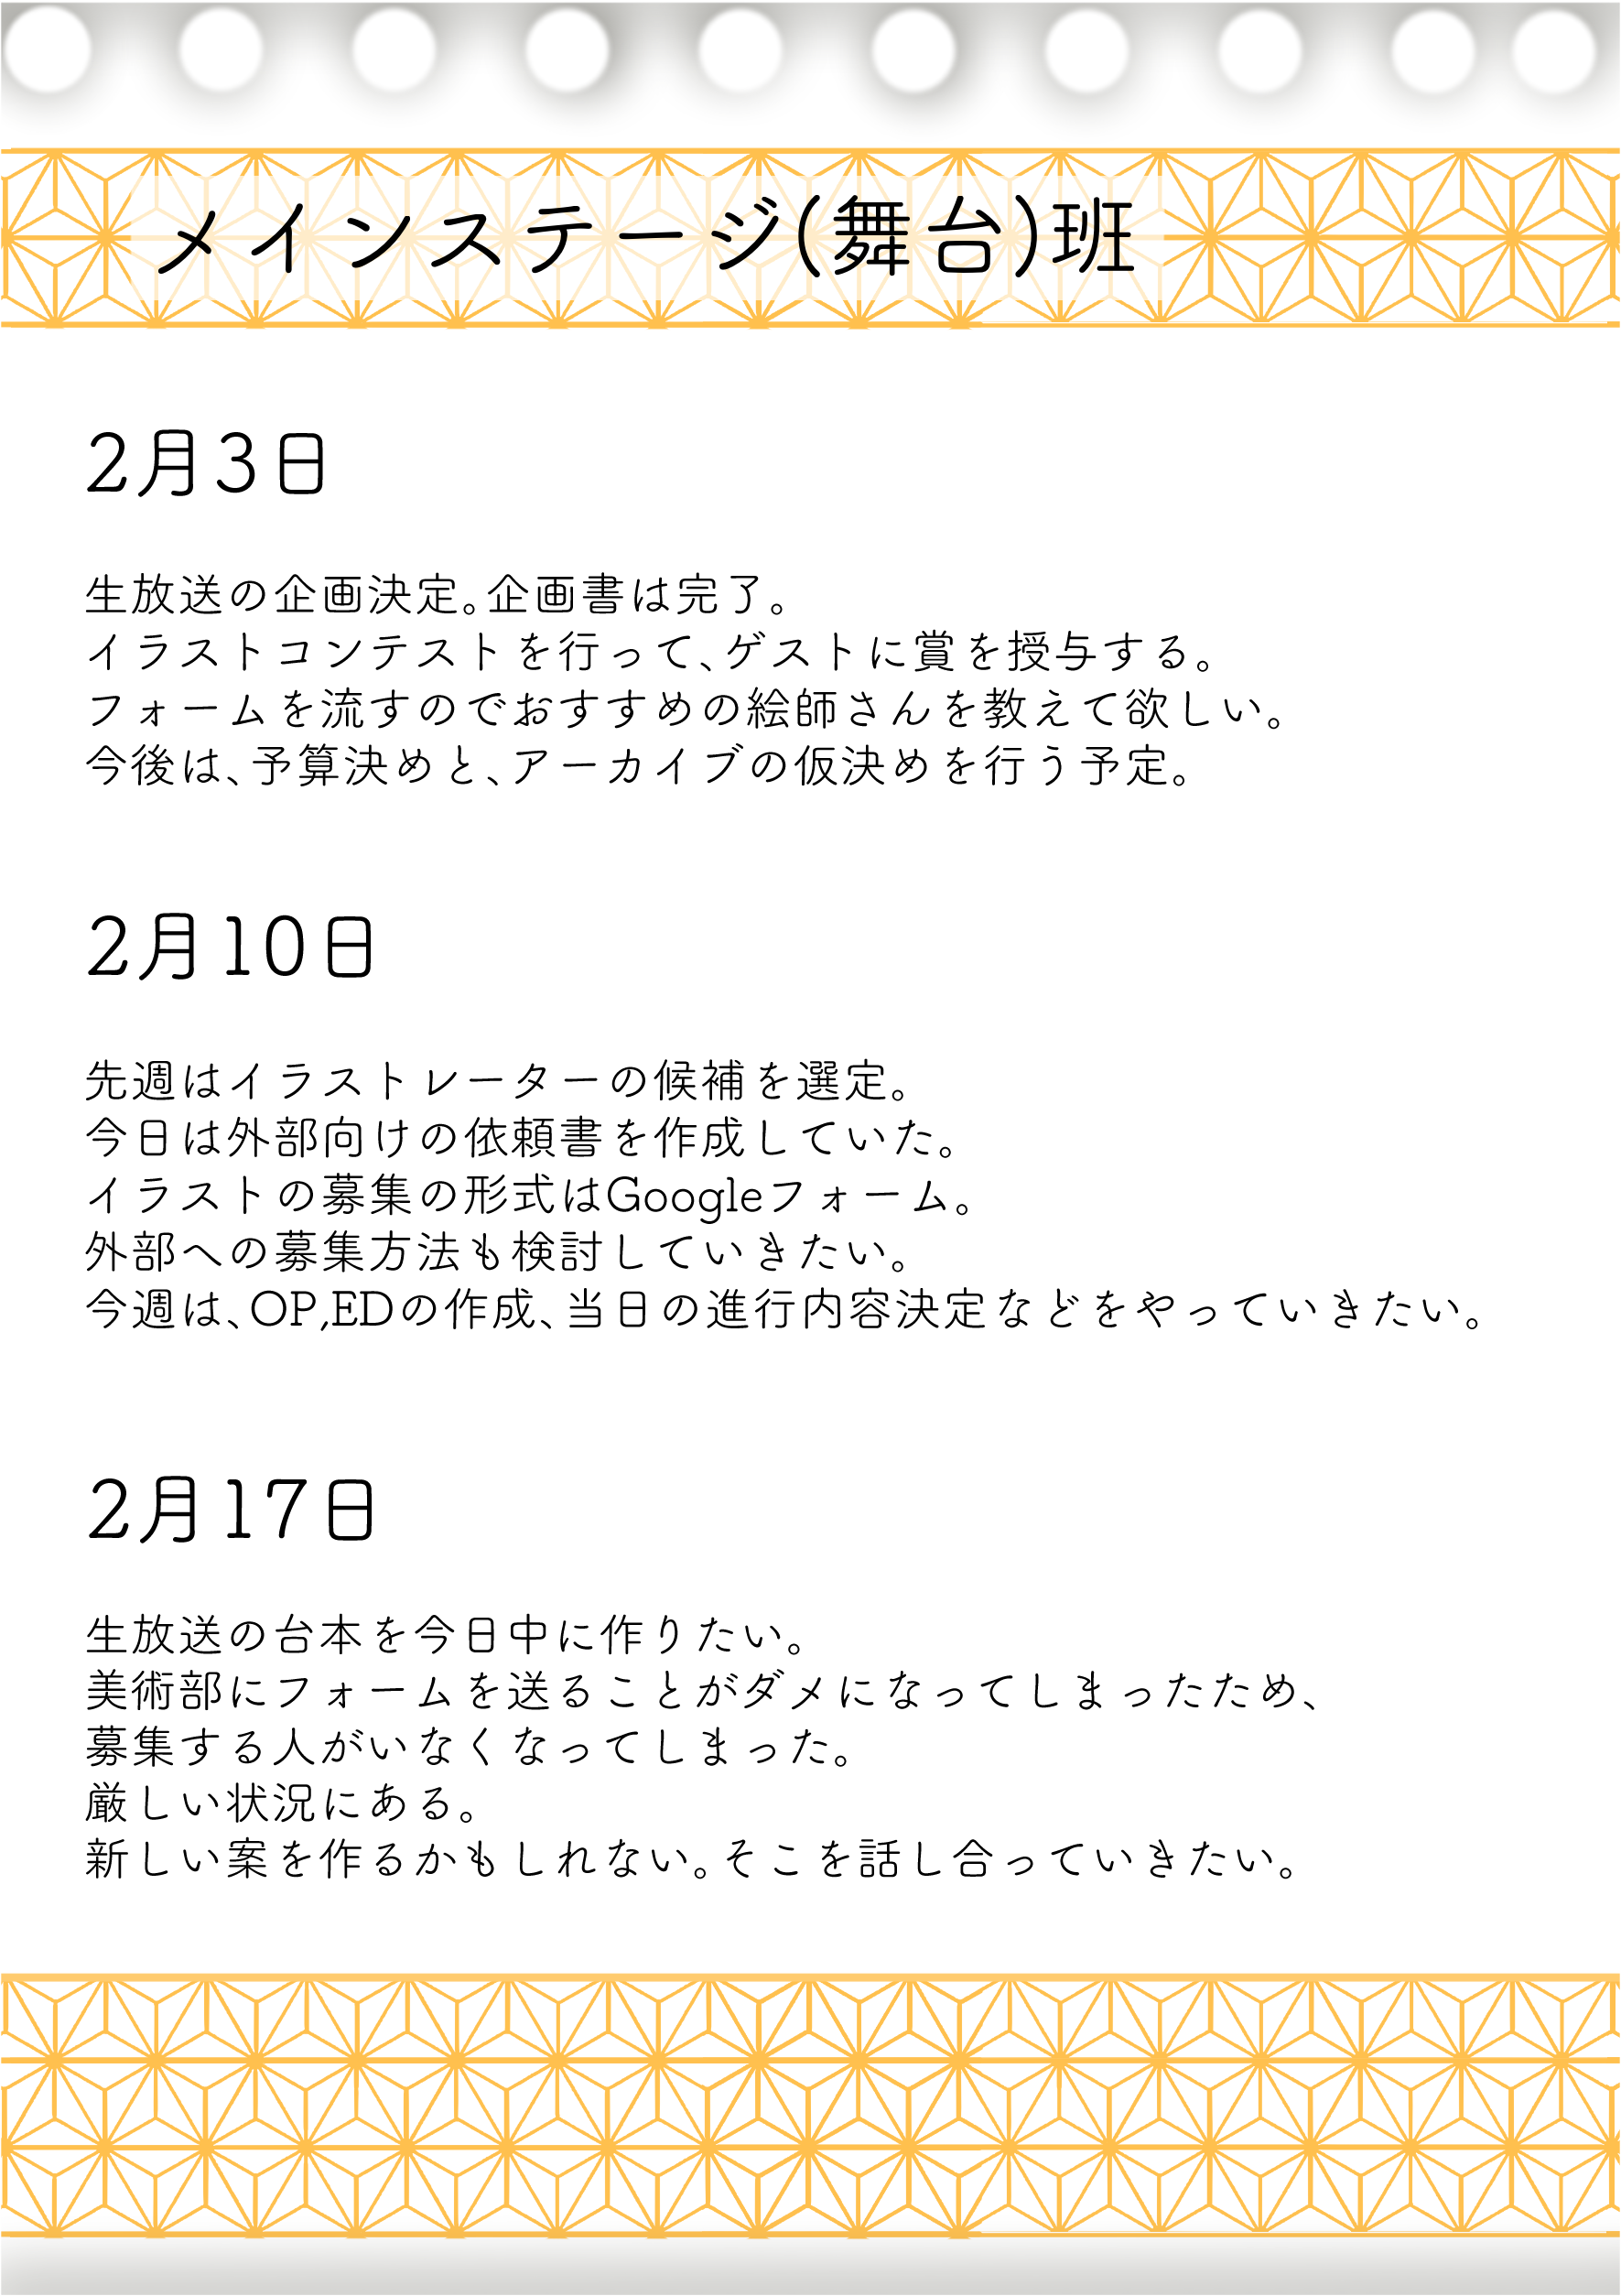 メインステージ(舞台)班
2月3日
生放送の企画決定。企画書は完了。
イラストコンテストを行って、ゲストに賞を授与する。
フォームを流すのでおすすめの絵師さんを教えて欲しい。
今後は、予算決めと、アーカイブの仮決めを行う予定。
2月10日
先週はイラストレーターの候補を選定。
今日は外部向けの依頼書を作成していた。
イラストの募集の形式はGoogleフォーム。
外部への募集方法も検討していきたい。
今週は、OP,EDの作成、当日の進行内容決定などをやっていきたい。
2月17日
生放送の台本を今日中に作りたい。
美術部にフォームを送ることがダメになってしまったため、
募集する人がいなくなってしまった。
厳しい状況にある。
新しい案を作るかもしれない。そこを話し合っていきたい。